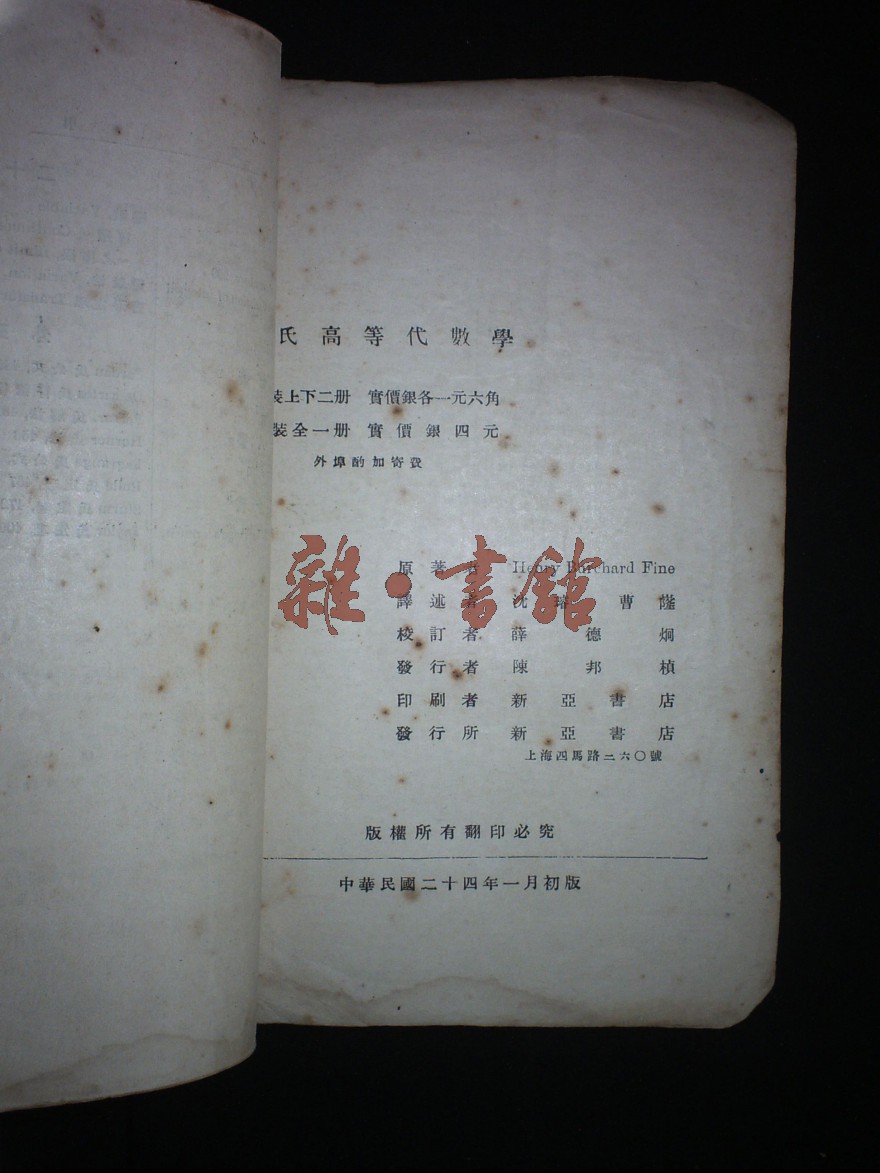 氏高等代數學
裝上下二册 實價銀各一元六角
裝全一册 實價銀四元
外埠酌加寄費
雜·書館
原著者 Henry Burchard Fine
譯述者 沈 曹
校訂者 薛德炯
發行者 陳邦楨
印刷者 新亞書店
發行所 新亞書店
上海四馬路二六〇號
版權所有翻印必究
中華民國二十四年一月初版